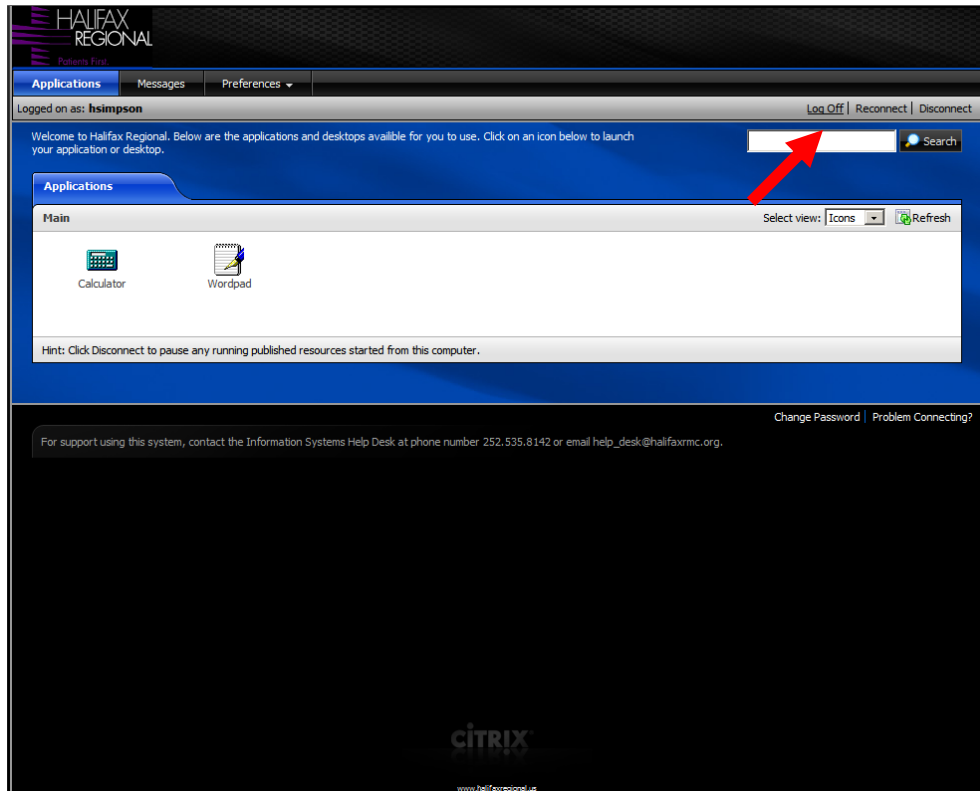 HALIFAX
REGIONAL
Patients First.
Applications Messages Preferences
Logged on as: hsimpson Log Off | Reconnect | Disconnect
Welcome to Halifax Regional. Below are the applications and desktops availible for you to use. Click on an icon below to launch
your application or desktop.
Search
Applications
Main Select view: Icons Refresh
Calculator Wordpad
Hint: Click Disconnect to pause any running published resources started from this computer.
Change Password | Problem Connecting?
For support using this system, contact the Information Systems Help Desk at phone number 252.535.8142 or email help_desk@halifaxrmc.org.
CİTRIX
www.halifaxregional.us